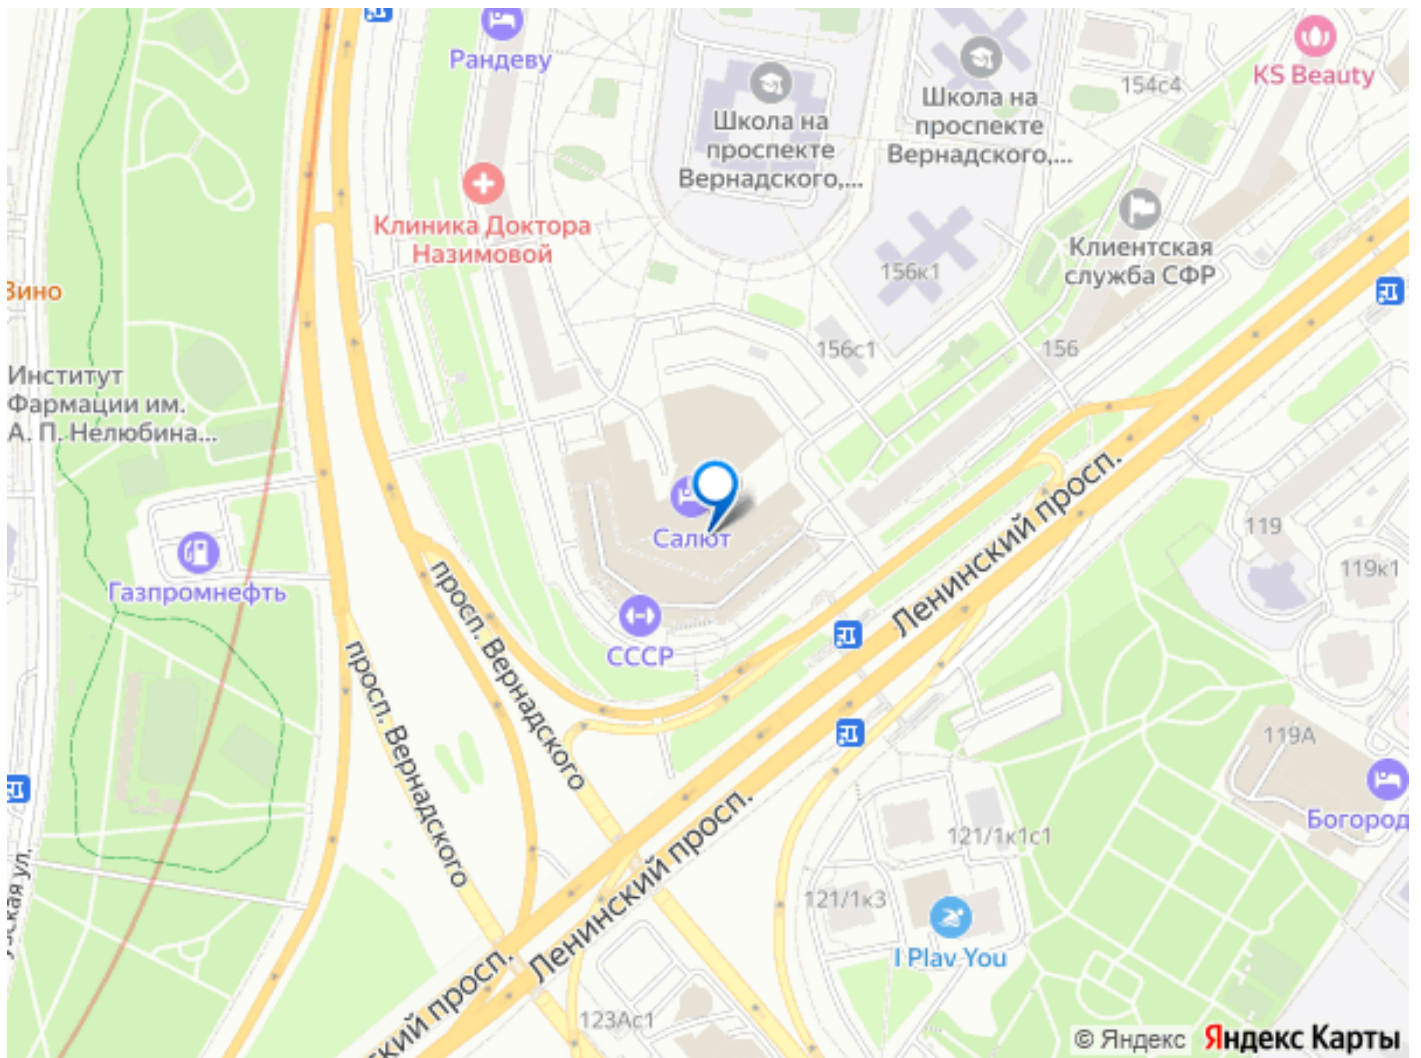 Рандеву
154с4
KS Beauty
Школа на
проспекте
Вернадского,...
Школа на
проспекте
Вернадского,...
Клиника Доктора
Назимовой
Клиентская
служба СФР
156к1
Вино
156с1
156
Институт
Фармации им.
А. П. Нелюбина...
Ленинский просп.
Салют
119
119к1
Газпромнефть
просп. Вернадского
СССР
просп. Вернадского
119А
Богород
Ленинский просп.
121/1к1с1
121/1к3
I Plav You
ский просп.
123Ас1
© Яндекс Яндекс Карты